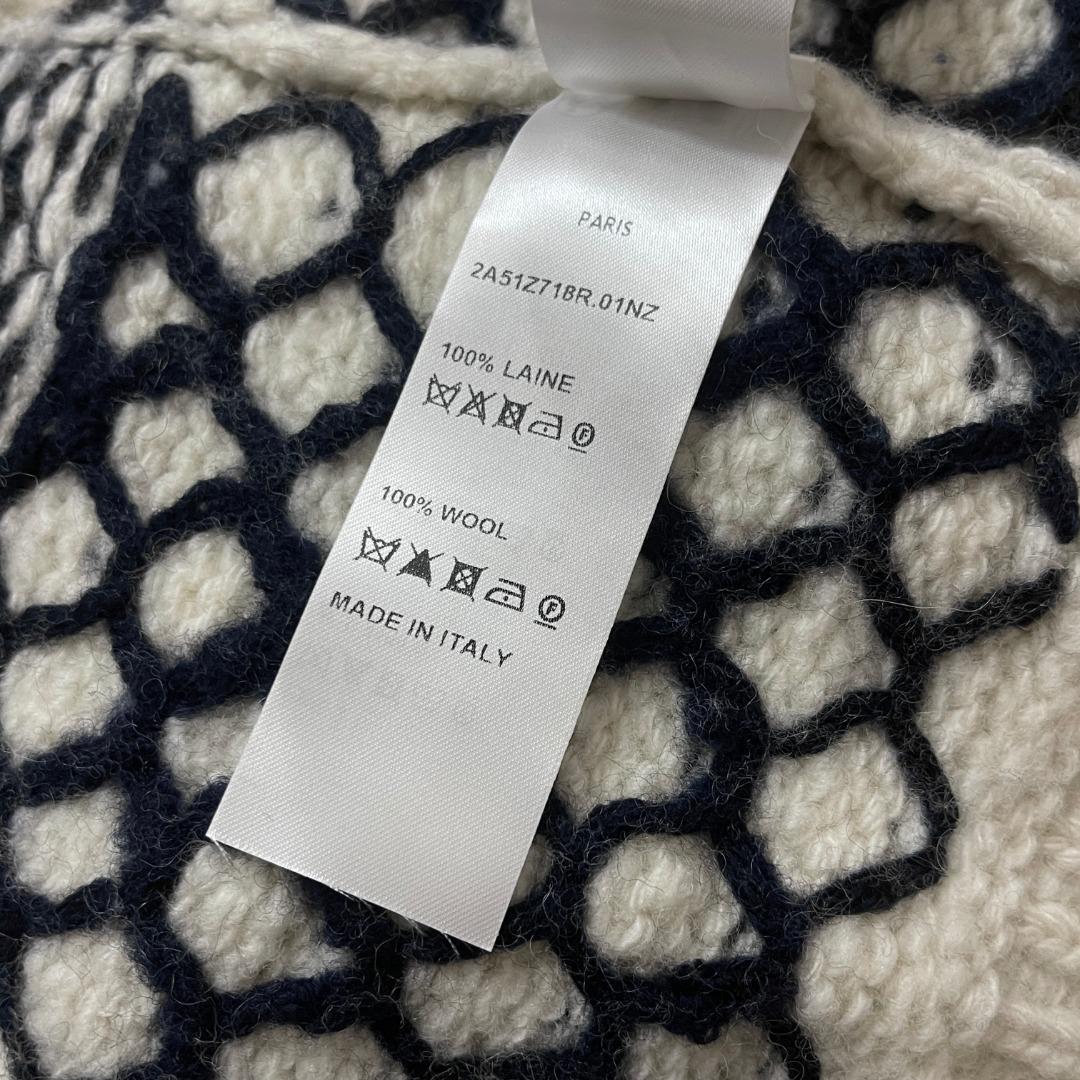 PARIS
2A51Z718R.01NZ
100% LAINE
F
100% WOOL
F
MADE IN ITALY